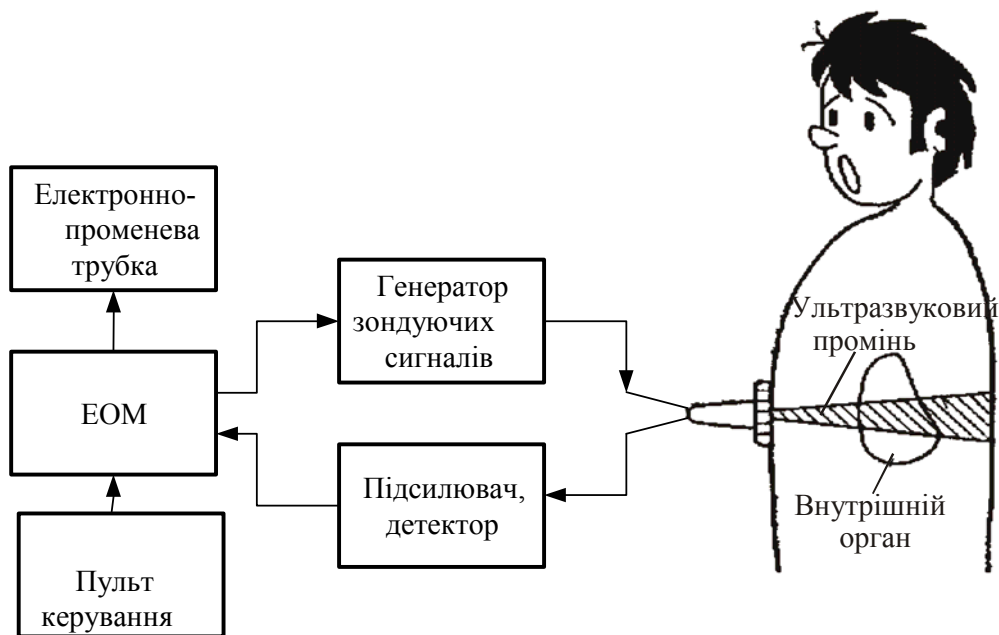 Електронно-
променева
трубка
Генератор
зондуючих
сигналів
Ультразвуковий
промінь
ЕОМ
Підсилювач,
детектор
Внутрішній
орган
Пульт
керування